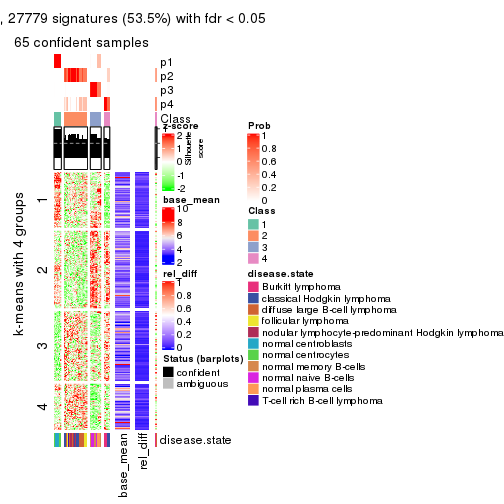 , 27779 signatures (53.5%) with fdr < 0.05
65 confident samples
p1
p2
p3
p4
Class
1
Silhouette
score
z-score
2
1
0
-1
-2
base_mean
10
8
6
4
2
rel_diff
1
0.8
0.6
0.4
0.2
0
Status (barplots)
confident
ambiguous
Prob
1
0.8
0.6
0.4
0.2
0
Class
1
2
3
4
disease.state
Burkitt lymphoma
classical Hodgkin lymphoma
diffuse large B-cell lymphoma
follicular lymphoma
nodular lymphocyte-predominant Hodgkin lymphoma
normal centroblasts
normal centrocytes
normal memory B-cells
normal naive B-cells
normal plasma cells
T-cell rich B-cell lymphoma
k-means with 4 groups
1
2
3
4
disease.state
base_mean
rel_diff